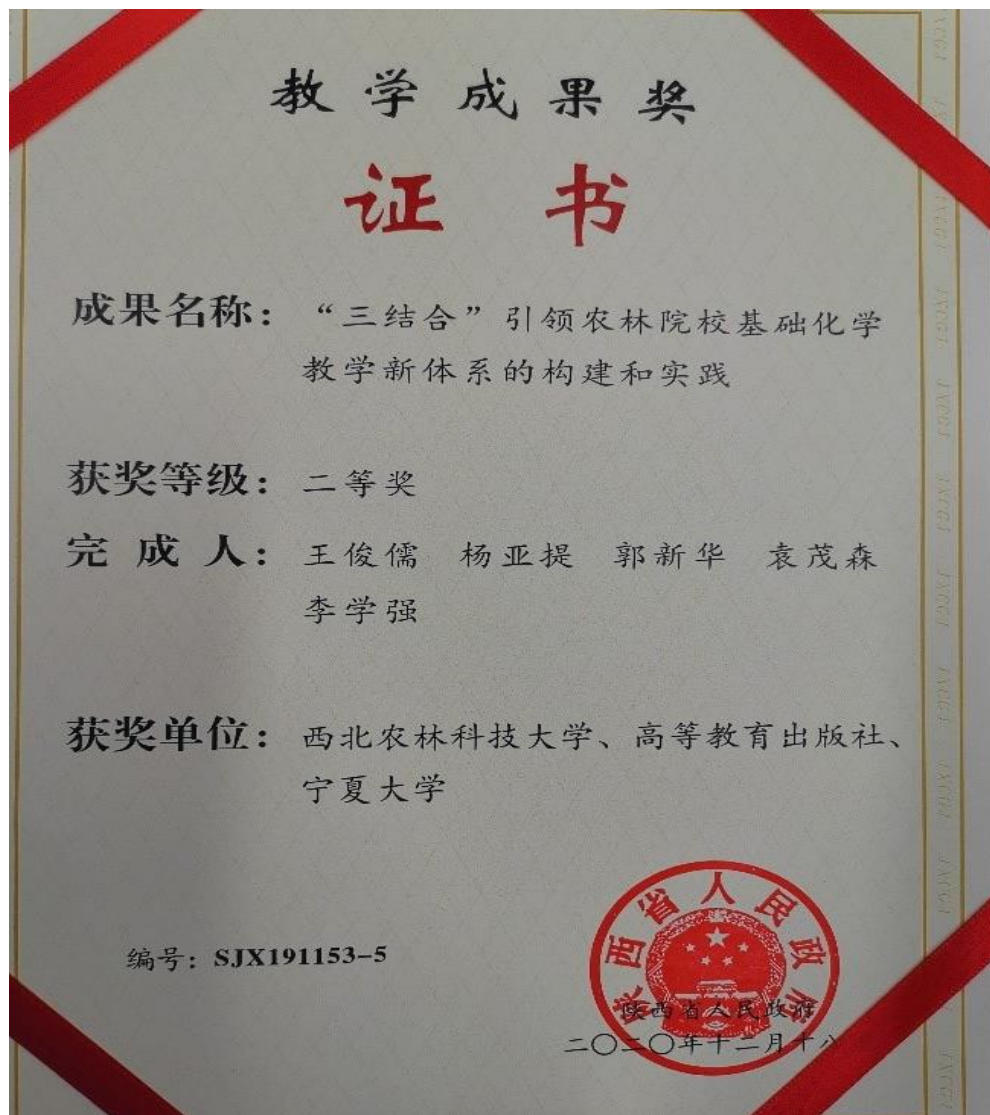 教学成果奖
证书
成果名称：“三结合”引领农林院校基础化学
教学新体系的构建和实践
获奖等级：二等奖
完成人：王俊儒 杨亚提 郭新华 袁茂森
李学强
获奖单位：西北农林科技大学、高等教育出版社、
宁夏大学
编号：SJX191153-5
陕西省人民政府
陕西省人民政府
二〇二〇年十二月十八